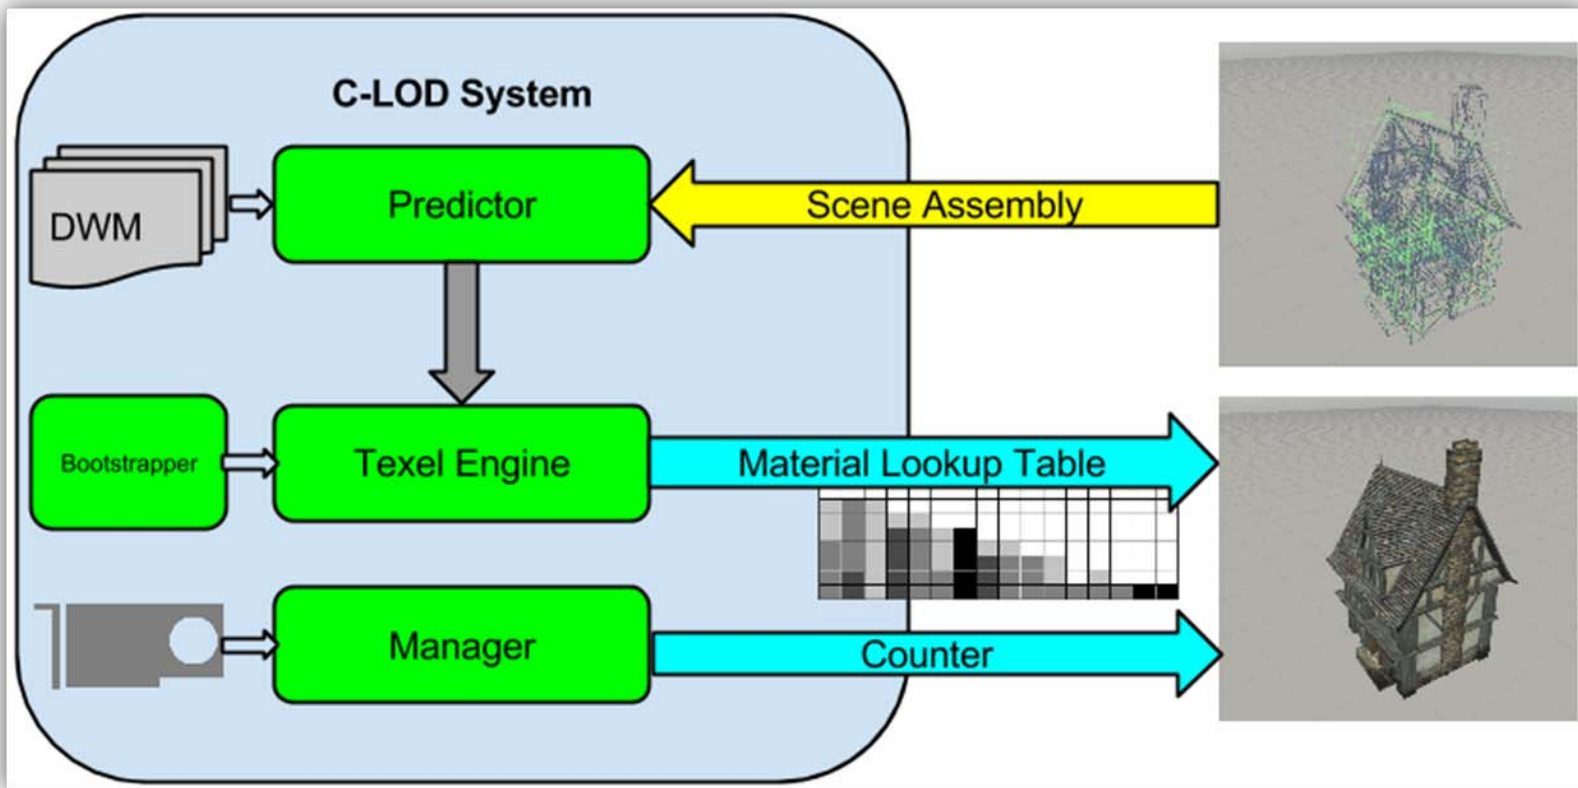 C-LOD System
DWM
Predictor
Scene Assembly
Bootstrapper
Texel Engine
Material Lookup Table
Manager
Counter